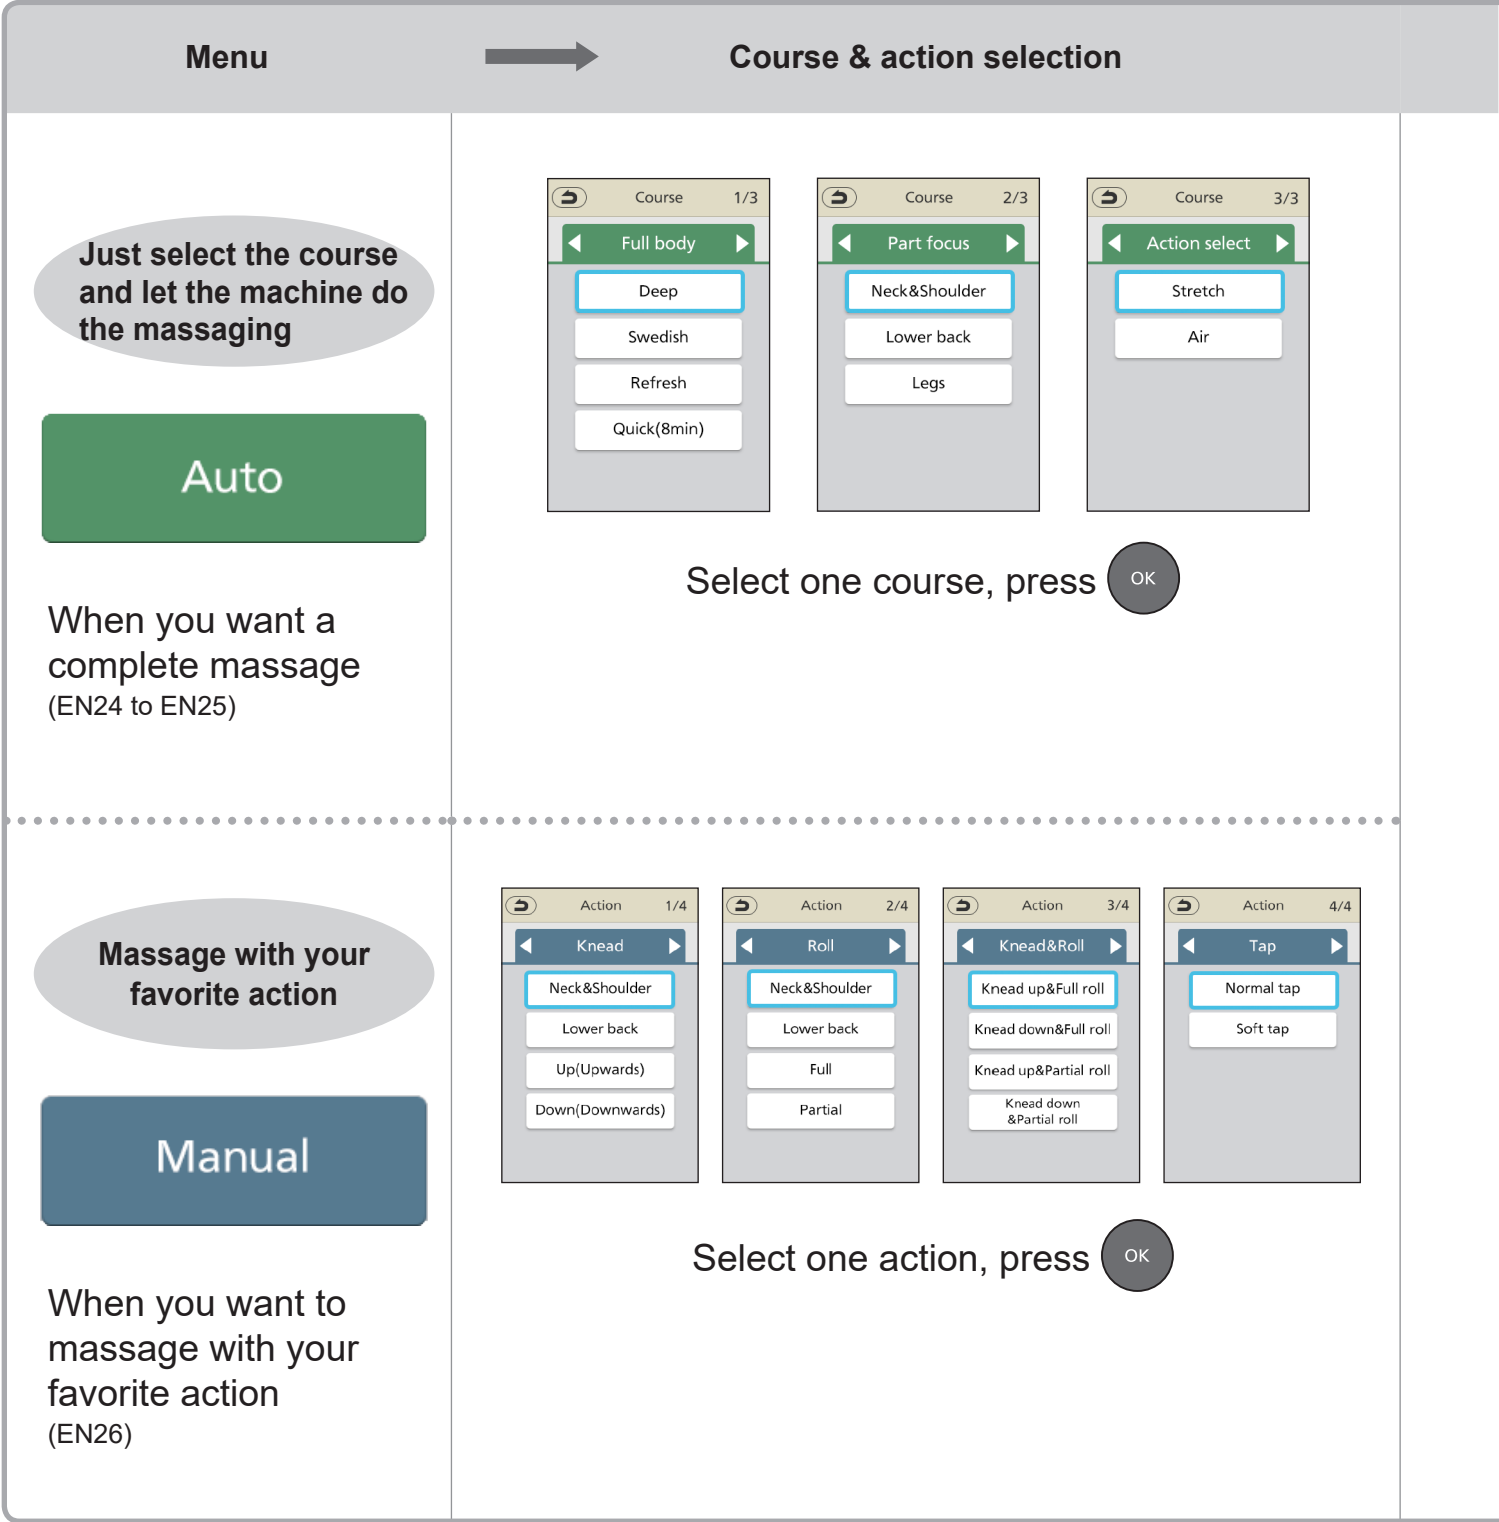 Menu
Course & action selection
Just select the course
and let the machine do
the massaging
Auto
When you want a
complete massage
(EN24 to EN25)
Course 1/3
Full body
Deep
Swedish
Refresh
Quick(8min)
Course 2/3
Part focus
Neck&Shoulder
Lower back
Legs
Course 3/3
Action select
Stretch
Air
Select one course, press OK
Massage with your
favorite action
Manual
When you want to
massage with your
favorite action
(EN26)
Action 1/4
Knead
Neck&Shoulder
Lower back
Up(Upwards)
Down(Downwards)
Action 2/4
Roll
Neck&Shoulder
Lower back
Full
Partial
Action 3/4
Knead&Roll
Knead up&Full roll
Knead down&Full roll
Knead up&Partial roll
Knead down
&Partial roll
Action 4/4
Tap
Normal tap
Soft tap
Select one action, press OK